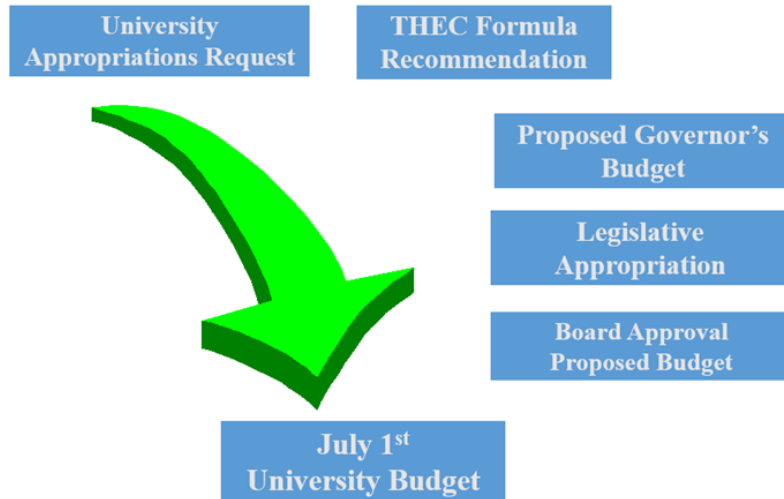 University
Appropriations Request
THEC Formula
Recommendation
Proposed Governor’s
Budget
Legislative
Appropriation
Board Approval
Proposed Budget
July 1st
University Budget